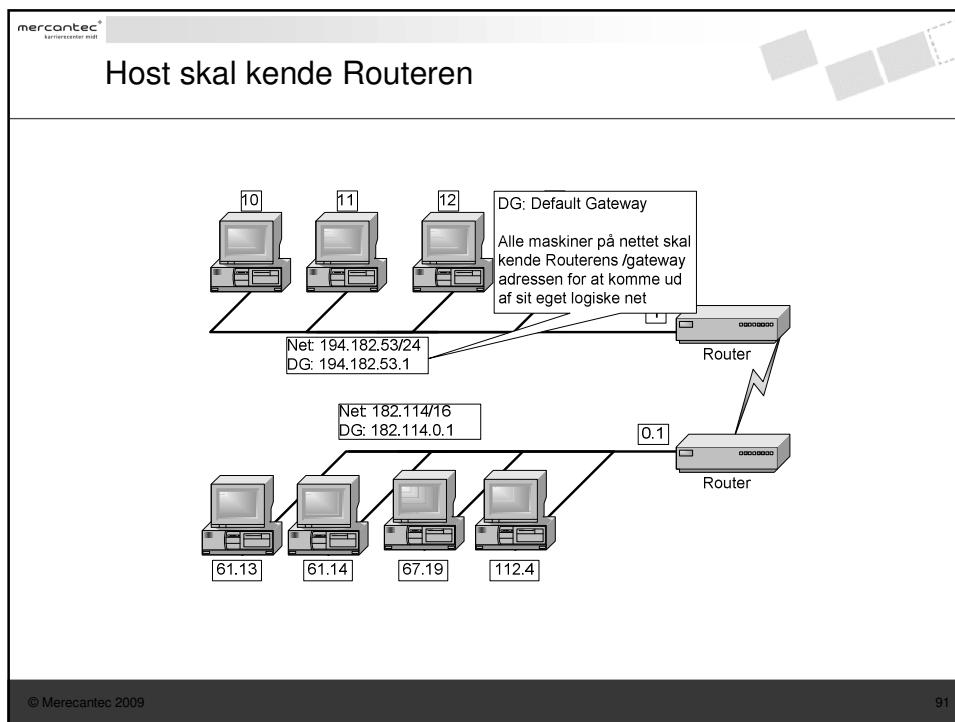 mercantec+
karrierecenter midt
Host skal kende Routeren
10
11
12
DG: Default Gateway
Alle maskiner på nettet skal
kende Routerens /gateway
adressen for at komme ud
af sit eget logiske net
Router
Net: 194.182.53/24
DG: 194.182.53.1
Net: 182.114/16
DG: 182.114.0.1
0.1
Router
61.13
61.14
67.19
112.4
© Merecantec 2009
91